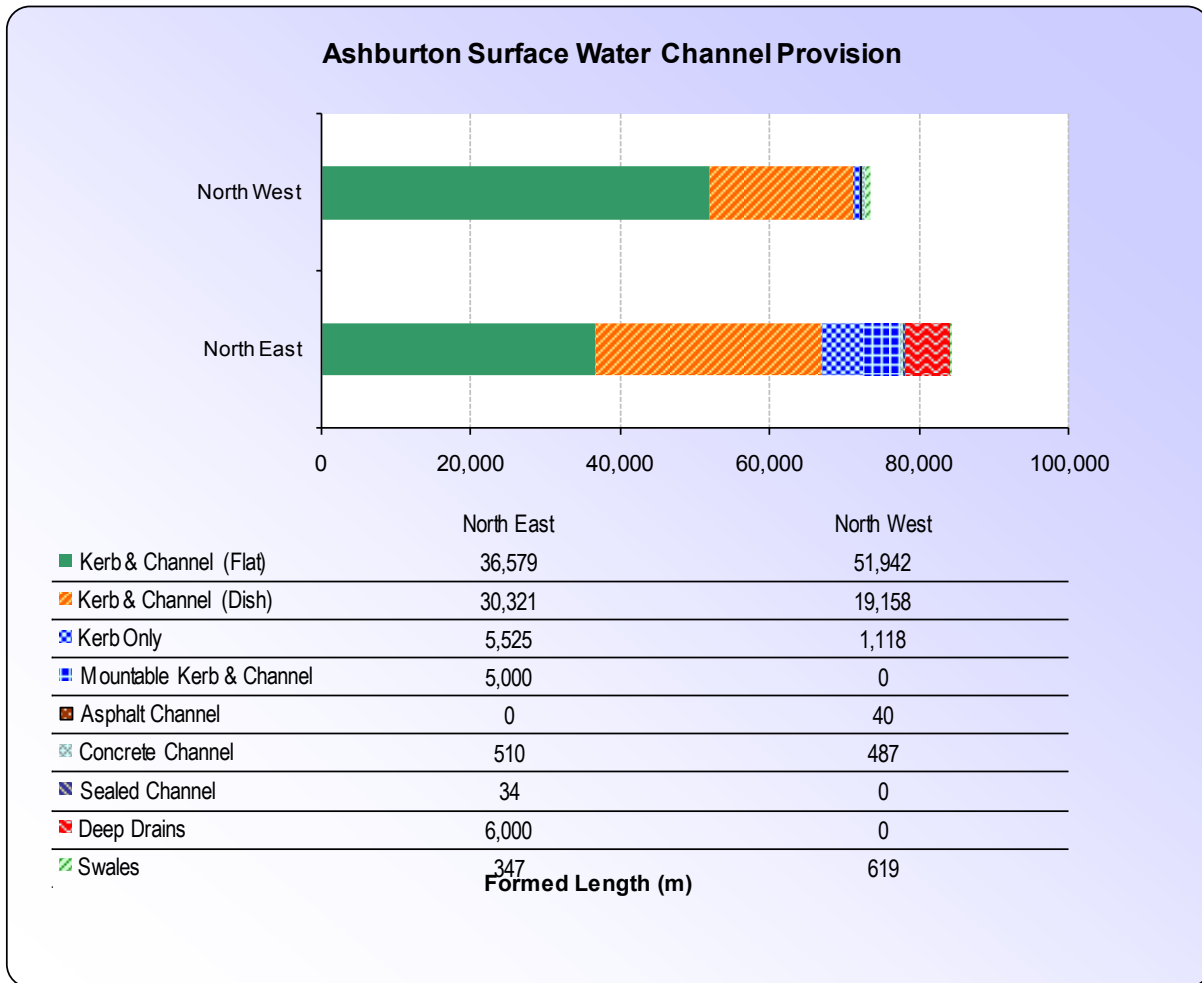 Ashburton Surface Water Channel Provision
North West
North East
0 20,000 40,000 60,000 80,000 100,000
North East North West
Kerb & Channel (Flat) 36,579 51,942
Kerb & Channel (Dish) 30,321 19,158
Kerb Only 5,525 1,118
Mountable Kerb & Channel 5,000 0
Asphalt Channel 0 40
Concrete Channel 510 487
Sealed Channel 34 0
Deep Drains 6,000 0
Swales 347 619
Formed Length (m)